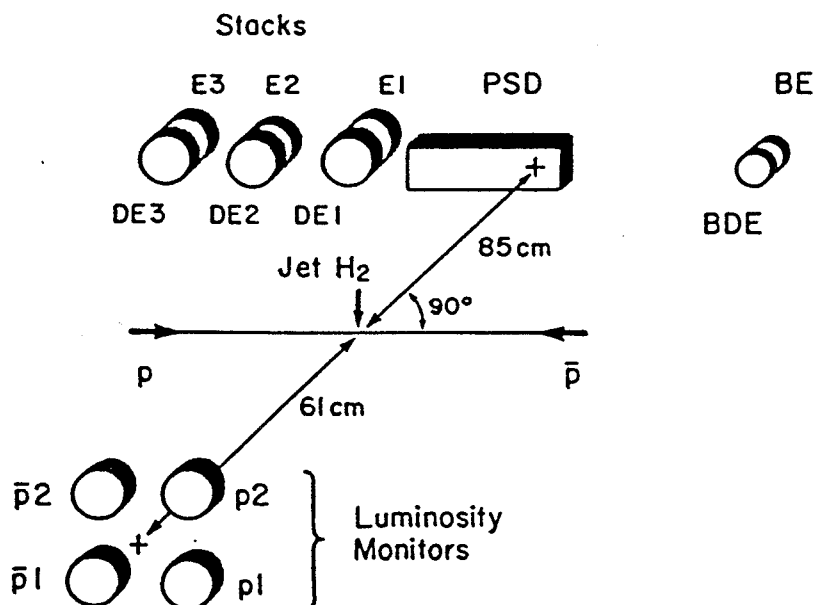 Stacks
E3 E2 E1 PSD BE
DE3 DE2 DE1 BDE
85cm
Jet H₂
90°
p p̄
61cm
p̄2 p2
Luminosity
Monitors
p̄1 p1